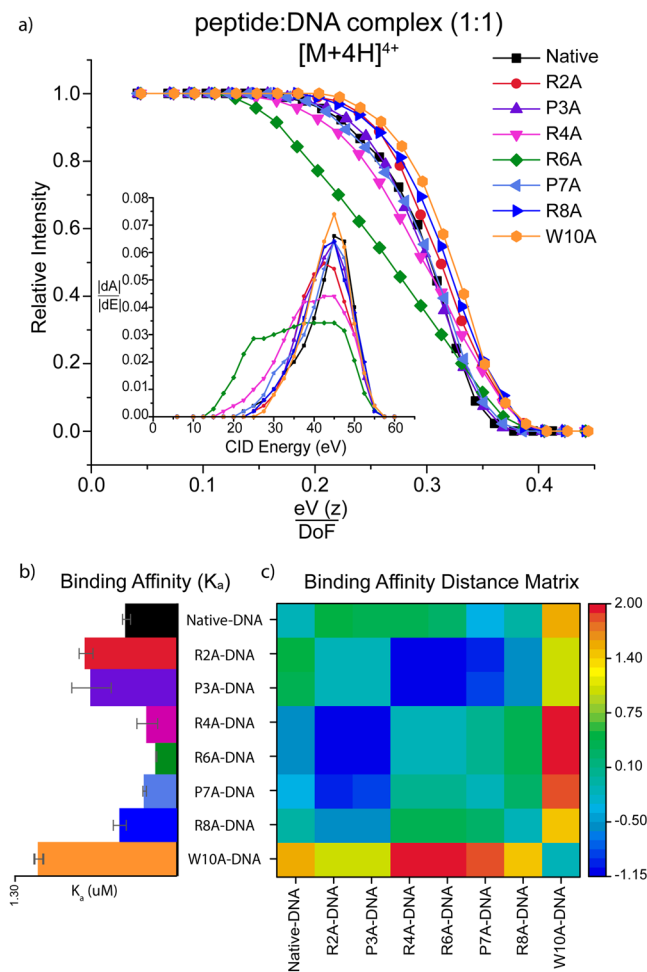 a)
peptide:DNA complex (1:1)
[M+4H]⁴⁺
Native
R2A
P3A
R4A
R6A
P7A
R8A
W10A
Relative Intensity
1.0
0.8
0.6
0.4
0.2
0.0
0.0
0.1
0.2
0.3
0.4
eV (z)
DoF
|dA|
|dE|
0.08
0.07
0.06
0.05
0.04
0.03
0.02
0.01
0.00
0
10
20
30
40
50
60
CID Energy (eV)
b)
Binding Affinity (Kₐ)
Native-DNA
R2A-DNA
P3A-DNA
R4A-DNA
R6A-DNA
P7A-DNA
R8A-DNA
W10A-DNA
1.30
Kₐ (uM)
c)
Binding Affinity Distance Matrix
2.00
1.40
0.75
0.10
-0.50
-1.15
Native-DNA
R2A-DNA
P3A-DNA
R4A-DNA
R6A-DNA
P7A-DNA
R8A-DNA
W10A-DNA